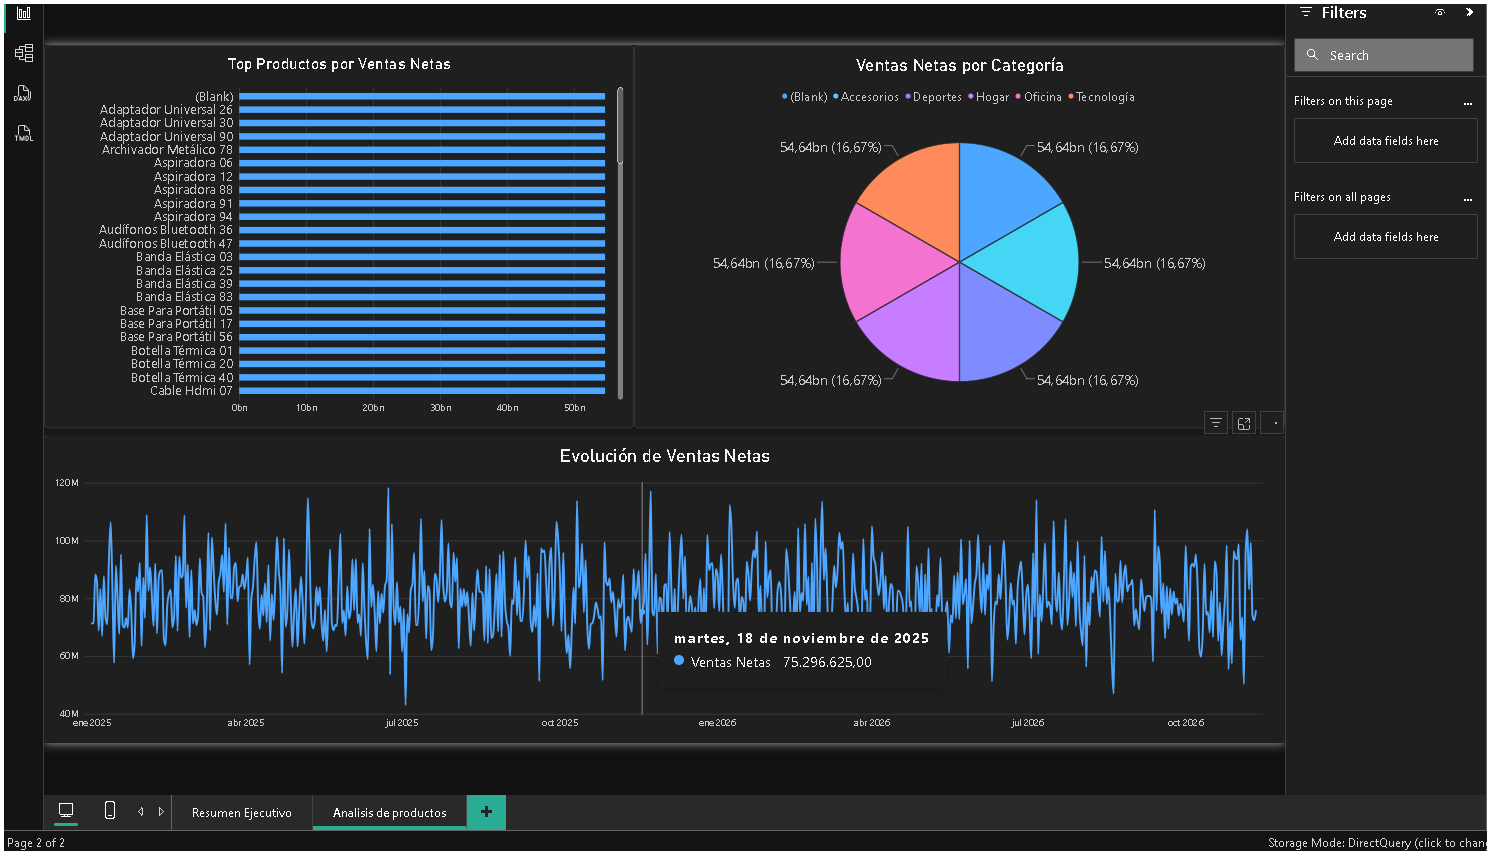 Filters
Search
Filters on this page
...
Add data fields here
Filters on all pages
...
Add data fields here
DAX
TMDL
Top Productos por Ventas Netas
(Blank)
Adaptador Universal 26
Adaptador Universal 30
Adaptador Universal 90
Archivador Metálico 78
Aspiradora 06
Aspiradora 12
Aspiradora 88
Aspiradora 91
Aspiradora 94
Audífonos Bluetooth 36
Audífonos Bluetooth 47
Banda Elástica 03
Banda Elástica 25
Banda Elástica 39
Banda Elástica 83
Base Para Portátil 05
Base Para Portátil 17
Base Para Portátil 56
Botella Térmica 01
Botella Térmica 20
Botella Térmica 40
Cable Hdmi 07
0bn 10bn 20bn 30bn 40bn 50bn
Ventas Netas por Categoría
(Blank) Accesorios Deportes Hogar Oficina Tecnología
54,64bn (16,67%) 54,64bn (16,67%)
54,64bn (16,67%) 54,64bn (16,67%)
54,64bn (16,67%) 54,64bn (16,67%)
Evolución de Ventas Netas
120M
100M
80M
60M
40M
martes, 18 de noviembre de 2025
Ventas Netas 75.296.625,00
ene 2025 abr 2025 jul 2025 oct 2025 ene 2026 abr 2026 jul 2026 oct 2026
Resumen Ejecutivo Analisis de productos +
Page 2 of 2
Storage Mode: DirectQuery (click to chan